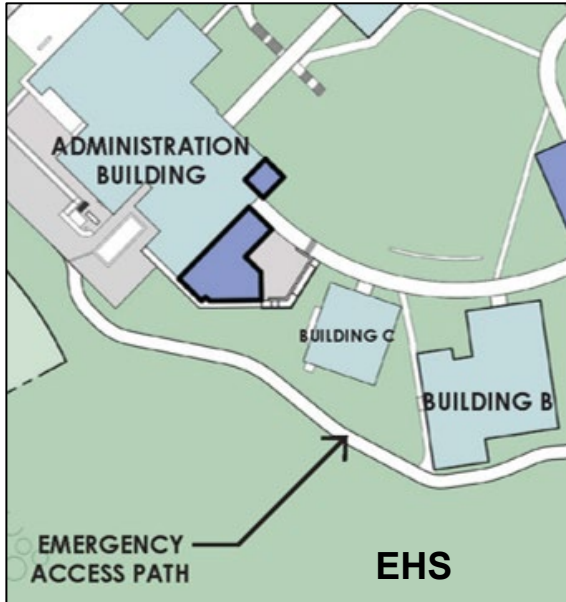 ADMINISTRATION
BUILDING
BUILDING C
BUILDING B
EMERGENCY
ACCESS PATH
EHS